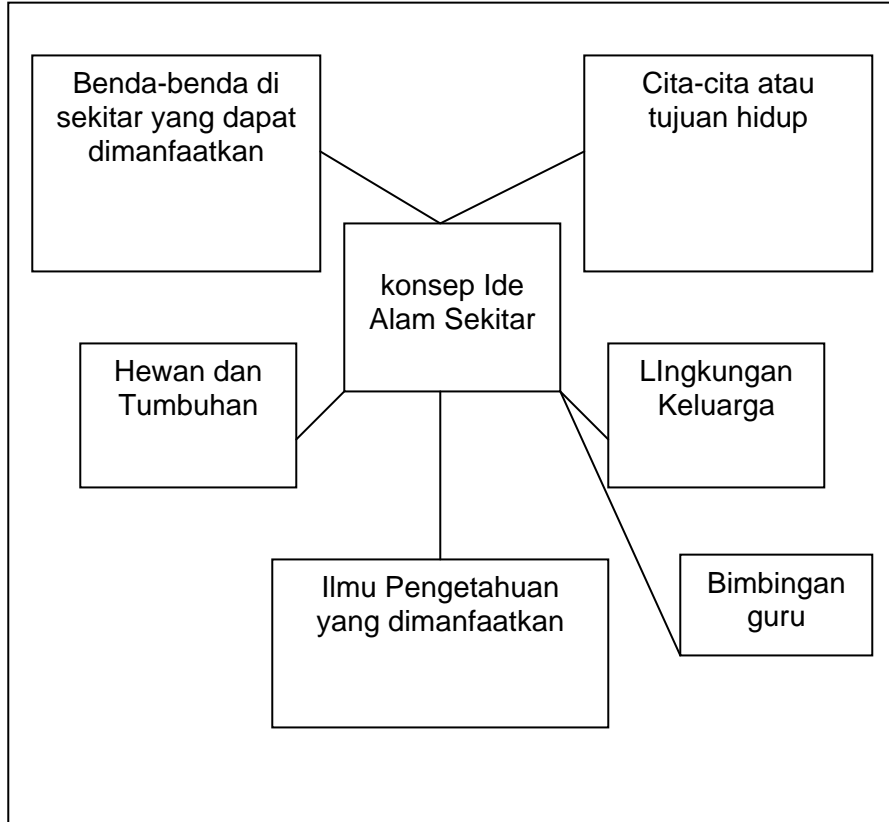 Benda-benda di
sekitar yang dapat
dimanfaatkan
Cita-cita atau
tujuan hidup
konsep Ide
Alam Sekitar
Hewan dan
Tumbuhan
LIngkungan
Keluarga
Ilmu Pengetahuan
yang dimanfaatkan
Bimbingan
guru